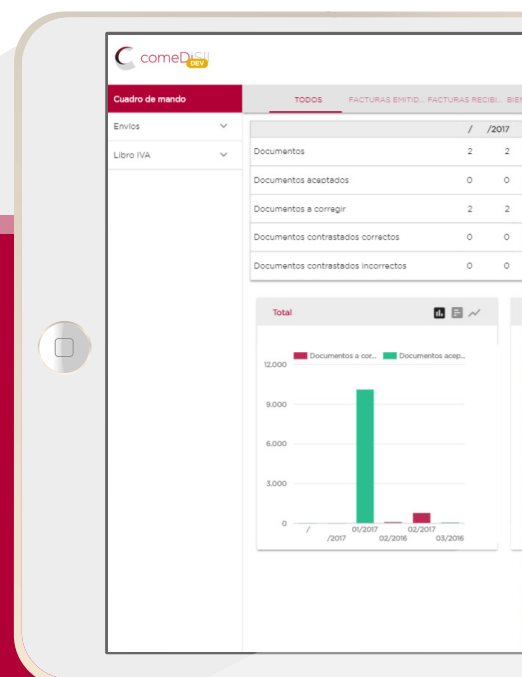 comeDiSII
DEV
Cuadro de mando
TODOS FACTURAS EMITID... FACTURAS RECIBI... BIEN
Envíos
Libro IVA
/ /2017
Documentos 2 2
Documentos aceptados 0 0
Documentos a corregir 2 2
Documentos contrastados correctos 0 0
Documentos contrastados incorrectos 0 0
Total
Documentos a cor... Documentos acep...
12.000
9.000
6.000
3.000
0
/ 01/2017 02/2017
/2017 02/2016 03/2016